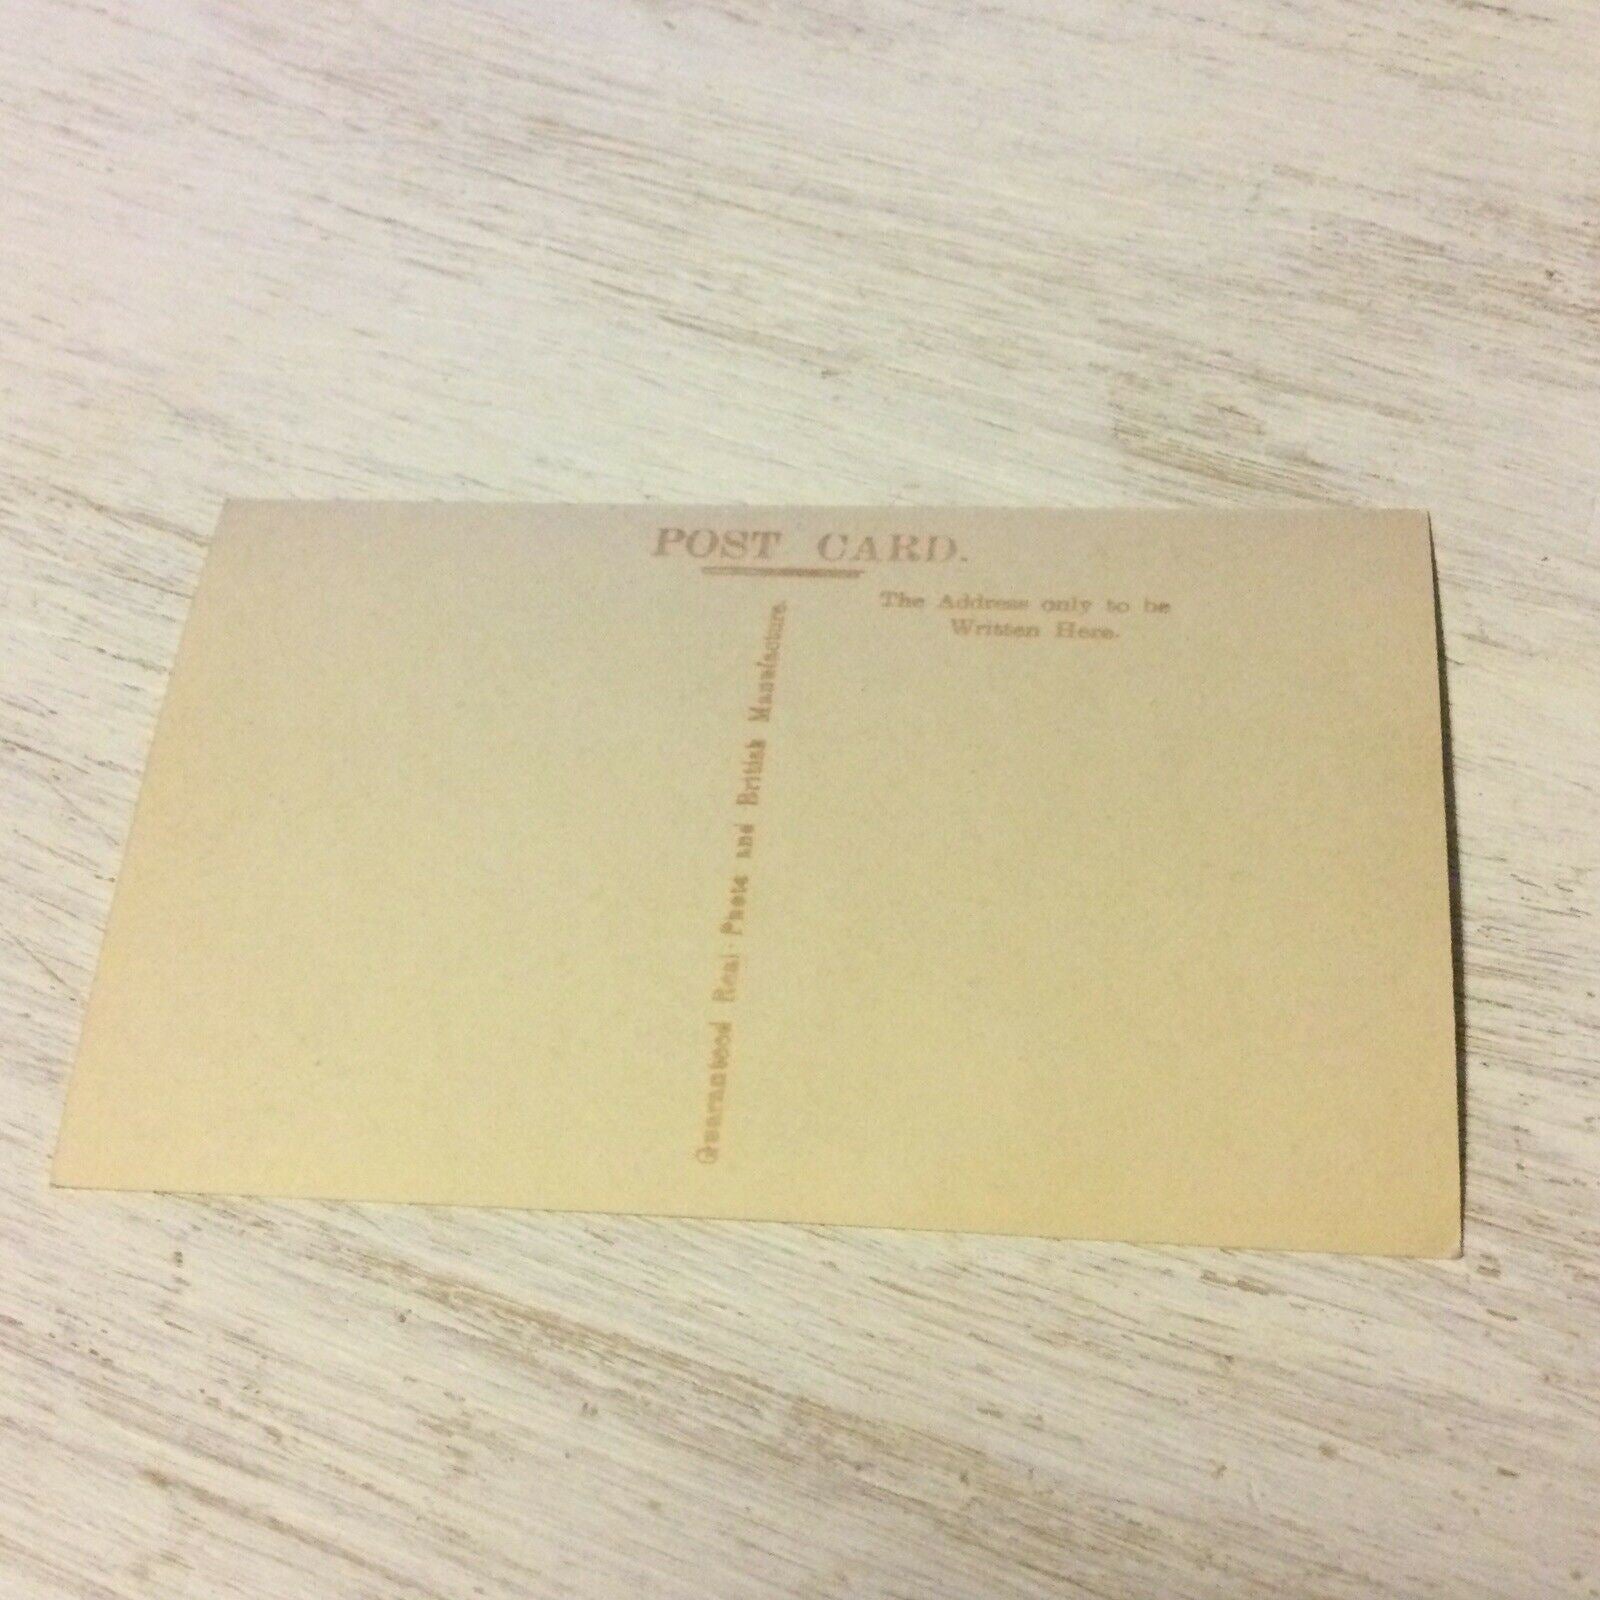 POST CARD.
The Address only to be
Written Here.
Guaranteed Real Photo and British Manufacture.